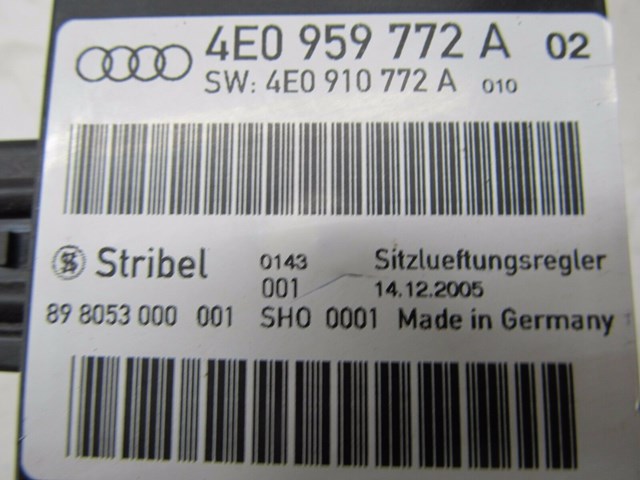 4E0 959 772 A 02
SW: 4E0 910 772 A 010
Stribel 0143 Sitzlueftungsregler
001 14.12.2005
89 8053 000 001 SHO 0001 Made in Germany